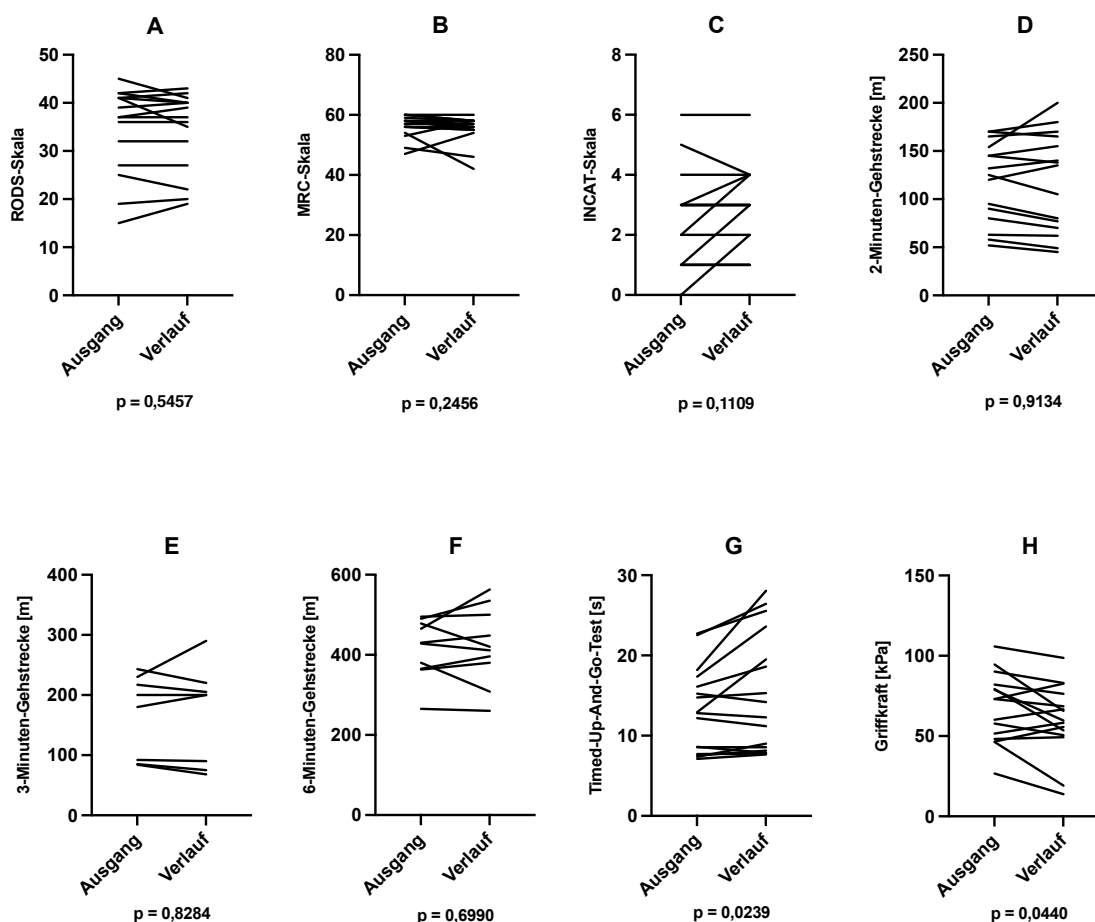 A
RODS-Skala
50
40
30
20
10
0
Ausgang
Verlauf
p = 0,5457
B
MRC-Skala
80
60
40
20
0
Ausgang
Verlauf
p = 0,2456
C
INCAT-Skala
8
6
4
2
0
Ausgang
Verlauf
p = 0,1109
D
2-Minuten-Gehstrecke [m]
250
200
150
100
50
0
Ausgang
Verlauf
p = 0,9134
E
3-Minuten-Gehstrecke [m]
400
300
200
100
0
Ausgang
Verlauf
p = 0,8284
F
6-Minuten-Gehstrecke [m]
600
400
200
0
Ausgang
Verlauf
p = 0,6990
G
Timed-Up-And-Go-Test [s]
30
20
10
0
Ausgang
Verlauf
p = 0,0239
H
Griffkraft [kPa]
150
100
50
0
Ausgang
Verlauf
p = 0,0440